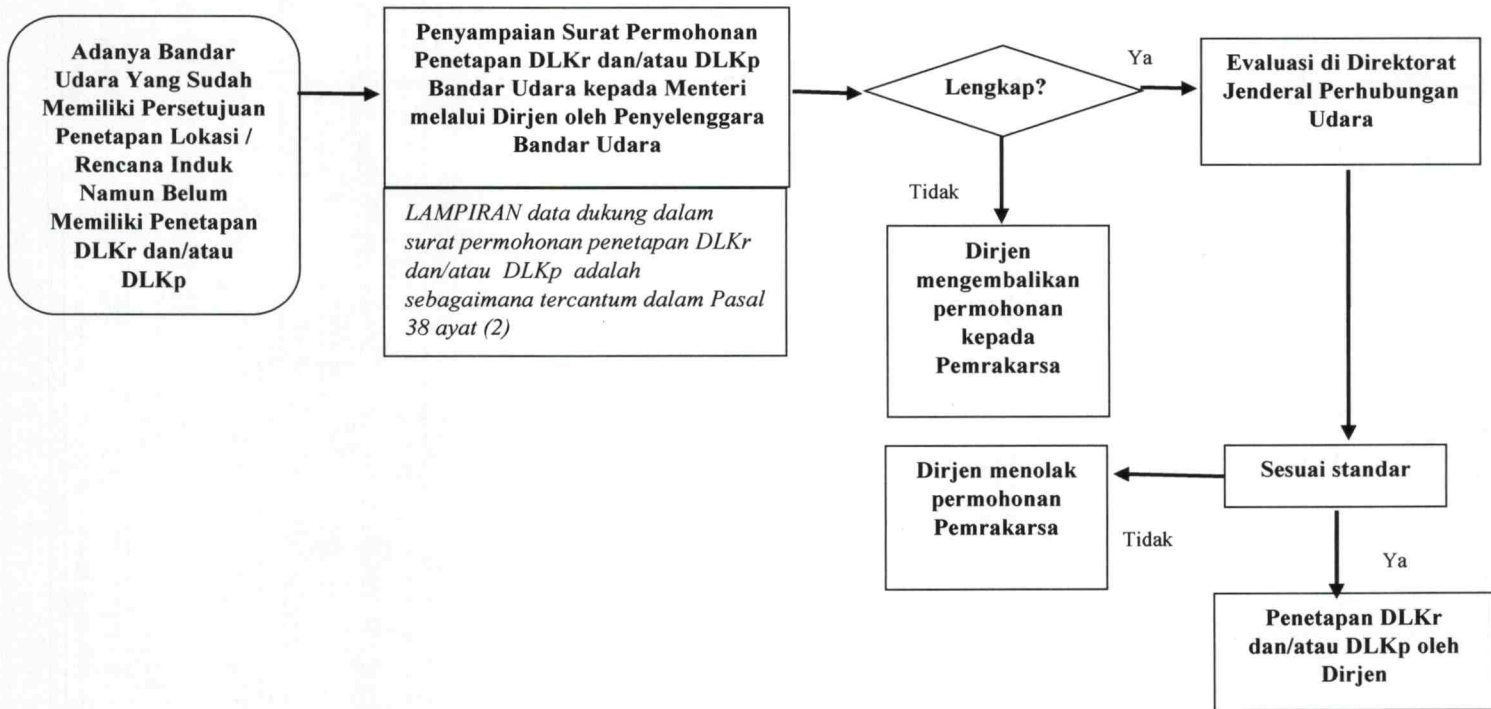 Adanya Bandar
Udara Yang Sudah
Memiliki Persetujuan
Penetapan Lokasi /
Rencana Induk
Namun Belum
Memiliki Penetapan
DLKr dan/atau
DLKp
Penyampaian Surat Permohonan
Penetapan DLKr dan/atau DLKp
Bandar Udara kepada Menteri
melalui Dirjen oleh Penyelenggara
Bandar Udara
LAMPIRAN data dukung dalam
surat permohonan penetapan DLKr
dan/atau DLKp adalah
sebagaimana tercantum dalam Pasal
38 ayat (2)
Lengkap?
Ya
Evaluasi di Direktorat
Jenderal Perhubungan
Udara
Tidak
Dirjen
mengembalikan
permohonan
kepada
Pemrakarsa
Sesuai standar
Dirjen menolak
permohonan
Pemrakarsa
Tidak
Ya
Penetapan DLKr
dan/atau DLKp oleh
Dirjen